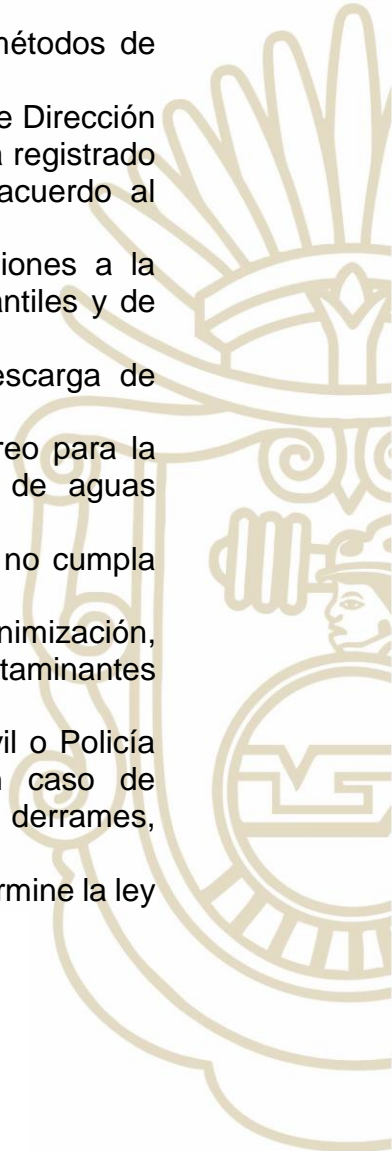 métodos de
e Dirección
registrado
acuerdo al
iones a la
antiles y de
escarga de
reo para la
de aguas
no cumpla
nimización,
taminantes
vil o Policía
caso de
derrames,
rmine la ley